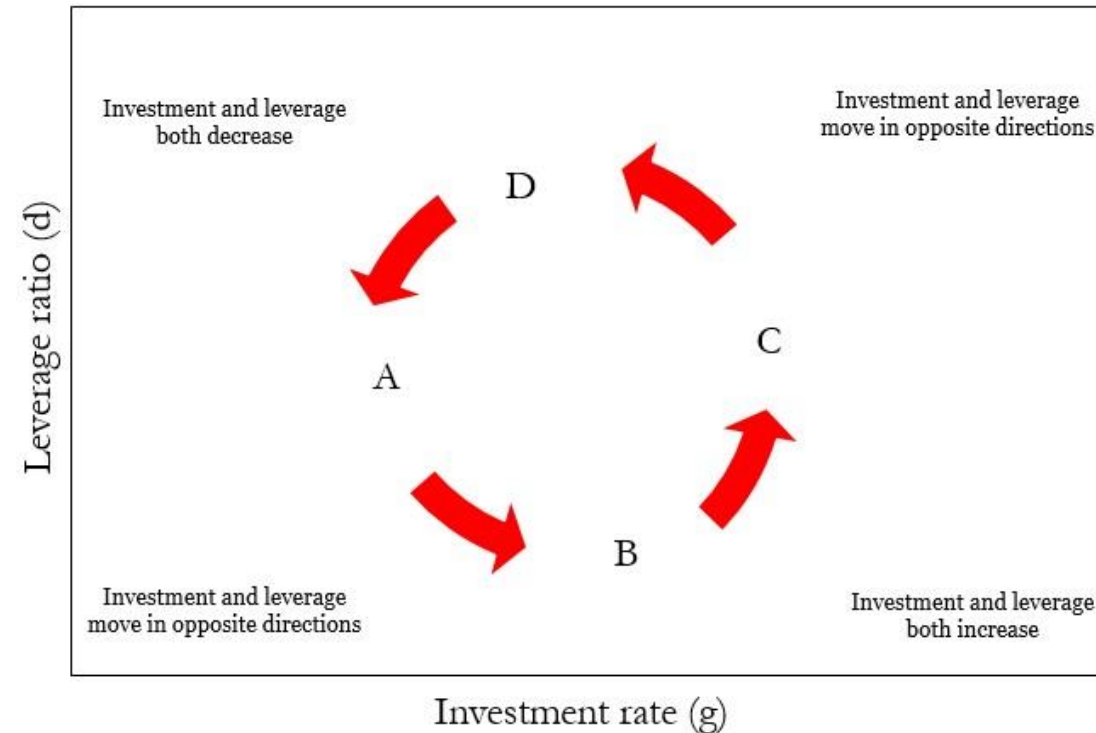 Investment and leverage
both decrease
Investment and leverage
move in opposite directions
D
C
A
B
Leverage ratio (d)
Investment and leverage
move in opposite directions
Investment and leverage
both increase
Investment rate (g)